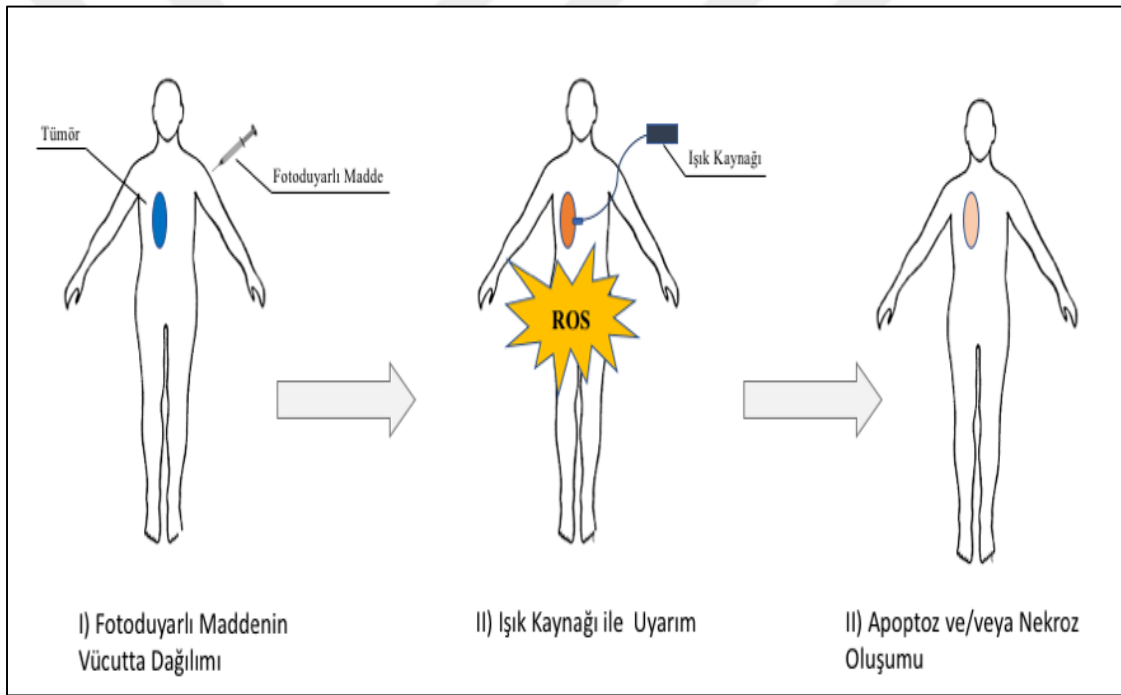 Tümör
Fotoduyarlı Madde
Işık Kaynağı
ROS
I) Fotoduyarlı Maddenin
Vücutta Dağılımı
II) Işık Kaynağı ile Uyarım
II) Apoptoz ve/veya Nekroz
Oluşumu